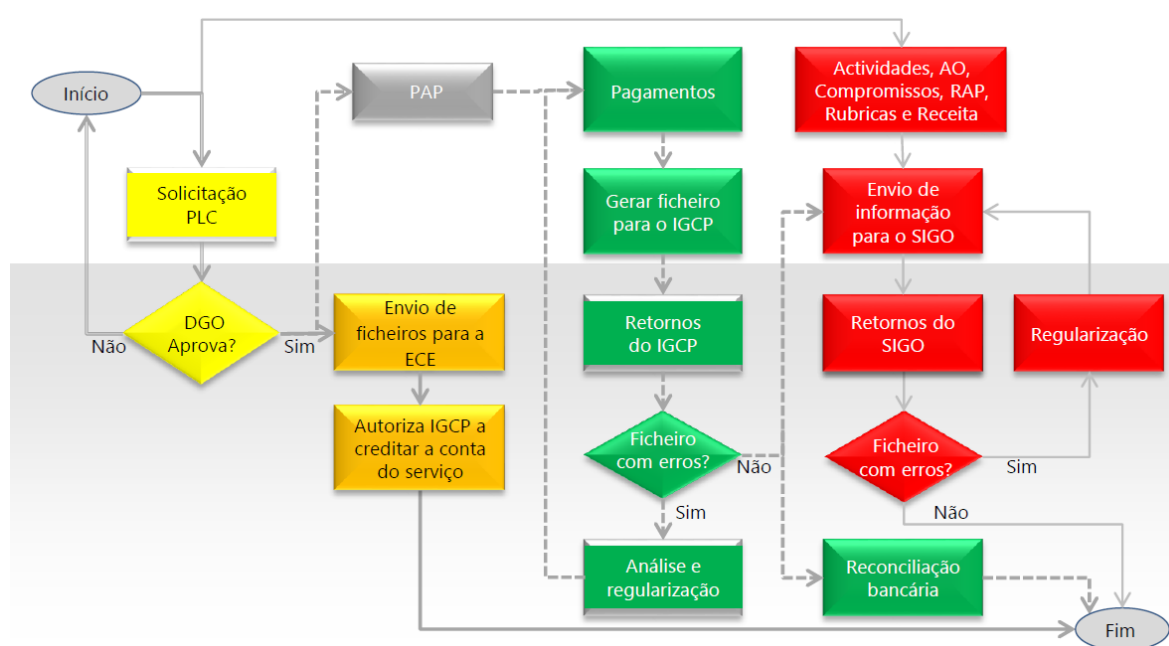 Início
PAP
Pagamentos
Actividades, AO,
Compromissos, RAP,
Rubricas e Receita
Solicitação
PLC
Gerar ficheiro
para o IGCP
Envio de
informação
para o SIGO
DGO
Aprova?
Não
Sim
Envio de
ficheiros para a
ECE
Retornos
do IGCP
Retornos do
SIGO
Regularização
Autoriza IGCP a
creditar a conta
do serviço
Ficheiro
com erros?
Não
Sim
Ficheiro
com erros?
Sim
Não
Análise e
regularização
Reconciliação
bancária
Fim